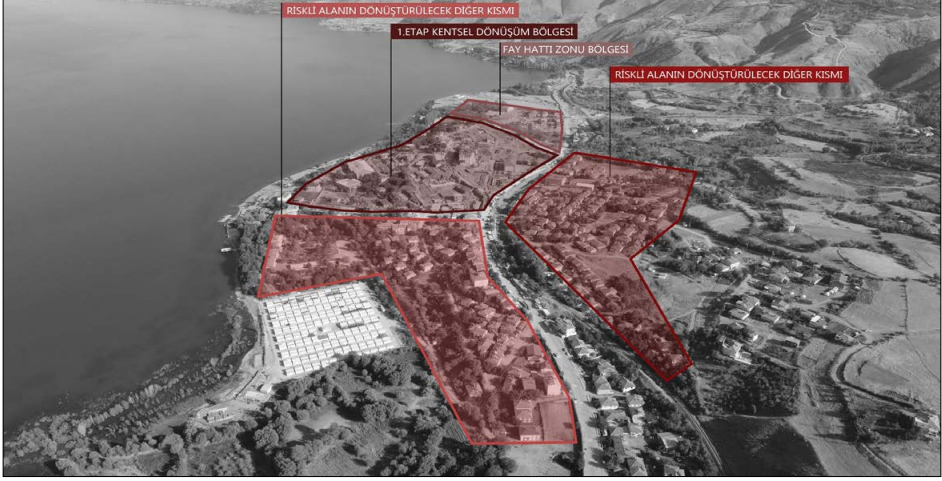 RİSKLİ ALANIN DÖNÜŞTÜRÜLECEK DİĞER KISMI
1.ETAP KENTSEL DÖNÜŞÜM BÖLGESİ
FAY HATTI ZONU BÖLGESİ
RİSKLİ ALANIN DÖNÜŞTÜRÜLECEK DİĞER KISMI